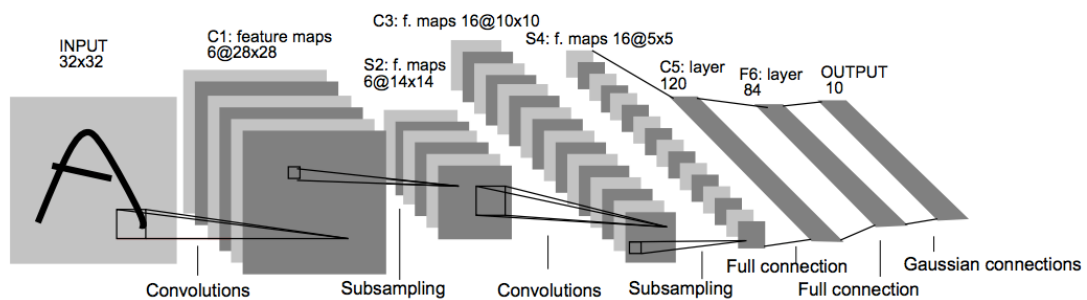 INPUT
32x32
C1: feature maps
6@28x28
S2: f. maps
6@14x14
C3: f. maps 16@10x10
S4: f. maps 16@5x5
C5: layer
120
F6: layer
84
OUTPUT
10
Convolutions
Subsampling
Convolutions
Subsampling
Full connection
Full connection
Gaussian connections